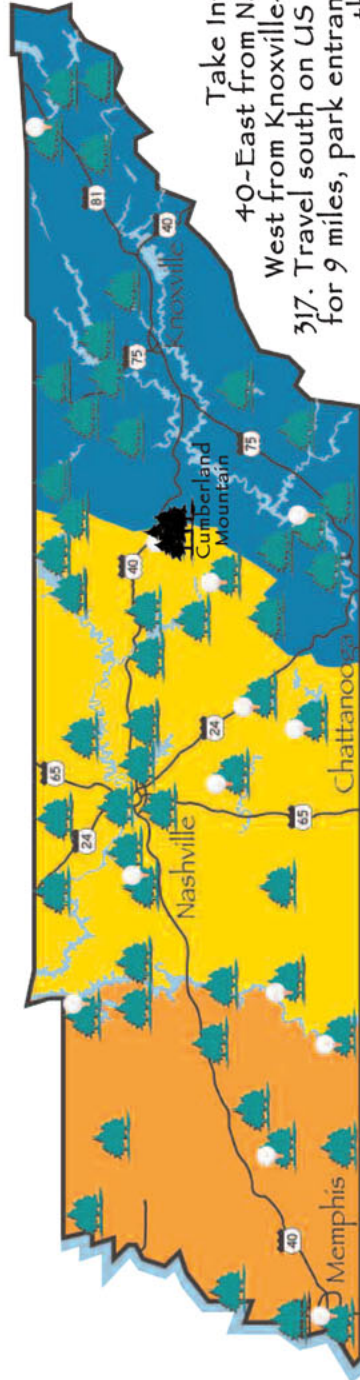 65
24
Nashville
40
Memphis
65
24
Chattanooga
40
Cumberland
Mountain
75
Knoxville
81
40
75
Take In
40-East from N
West from Knoxville-
317. Travel south on US
for 9 miles, park entran